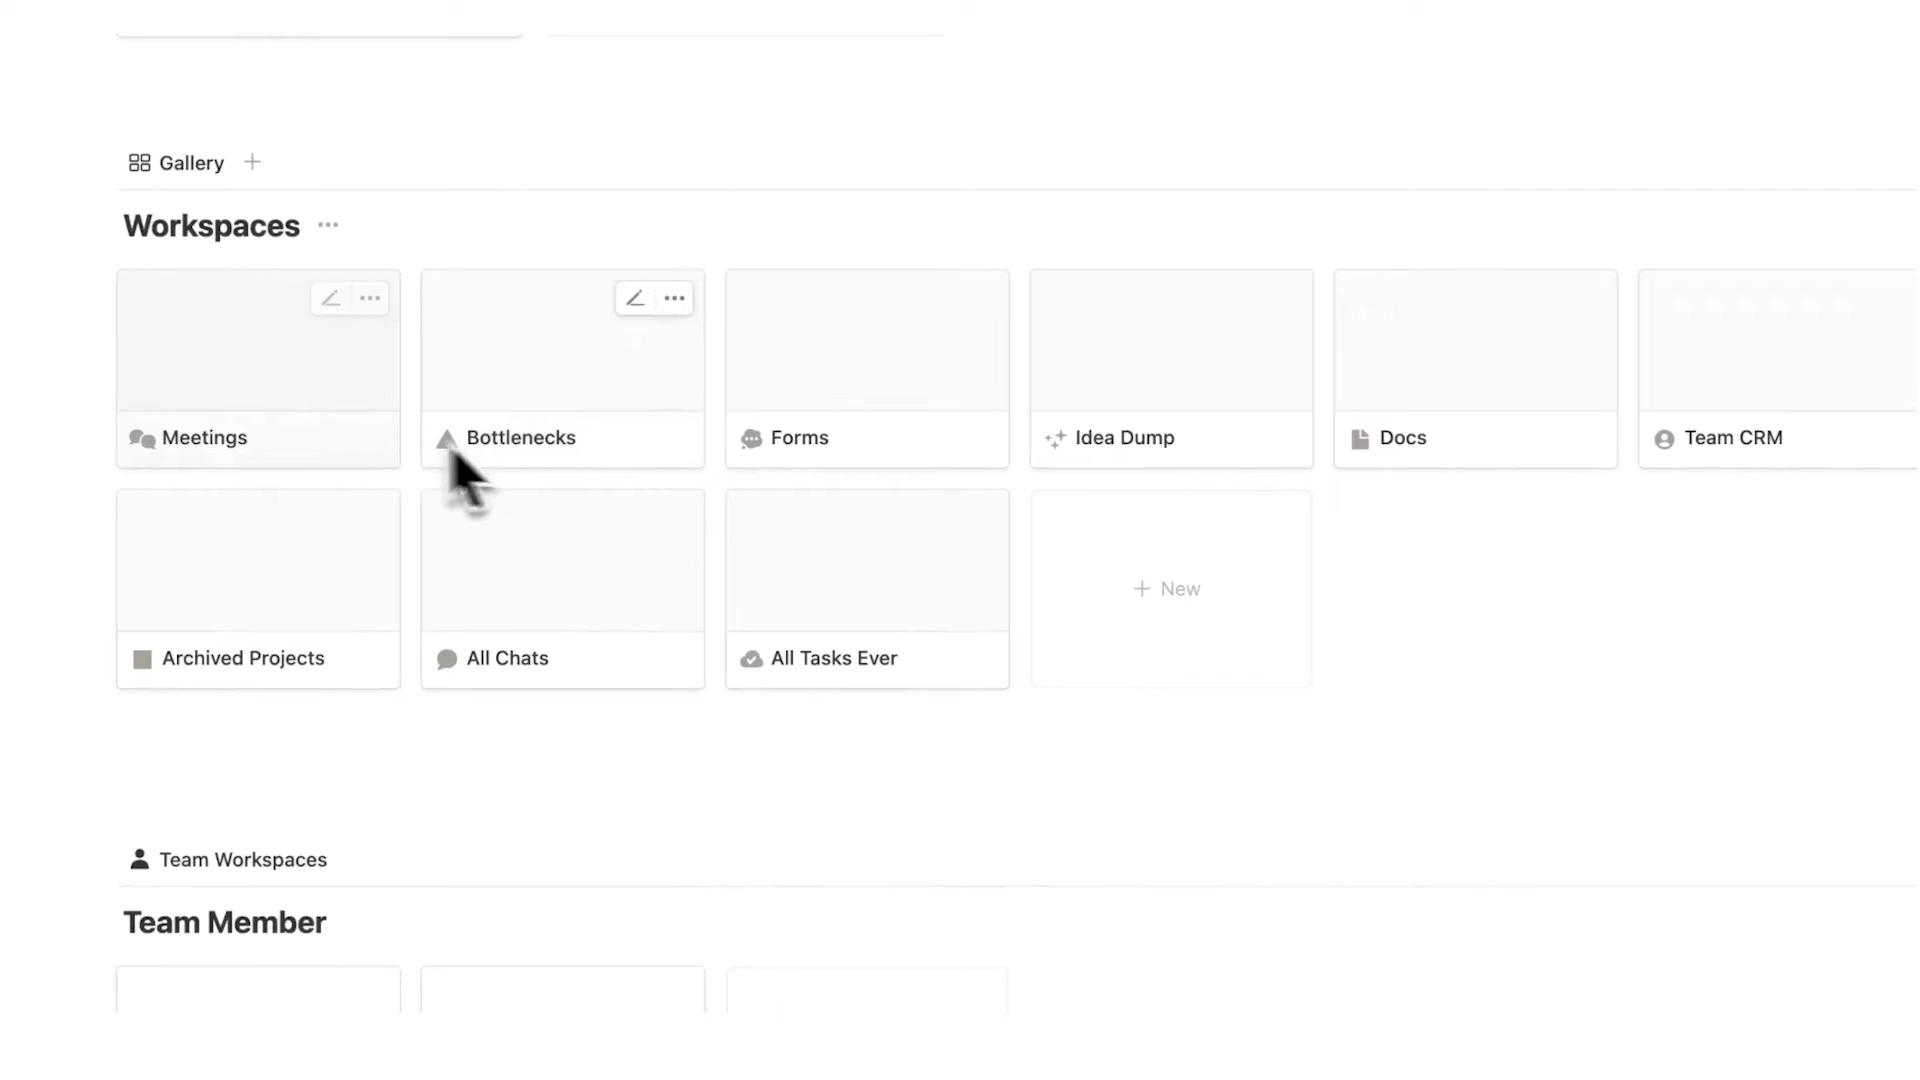 Gallery
Workspaces
Meetings
Bottlenecks
Forms
Idea Dump
Docs
Team CRM
Archived Projects
All Chats
All Tasks Ever
New
Team Workspaces
Team Member